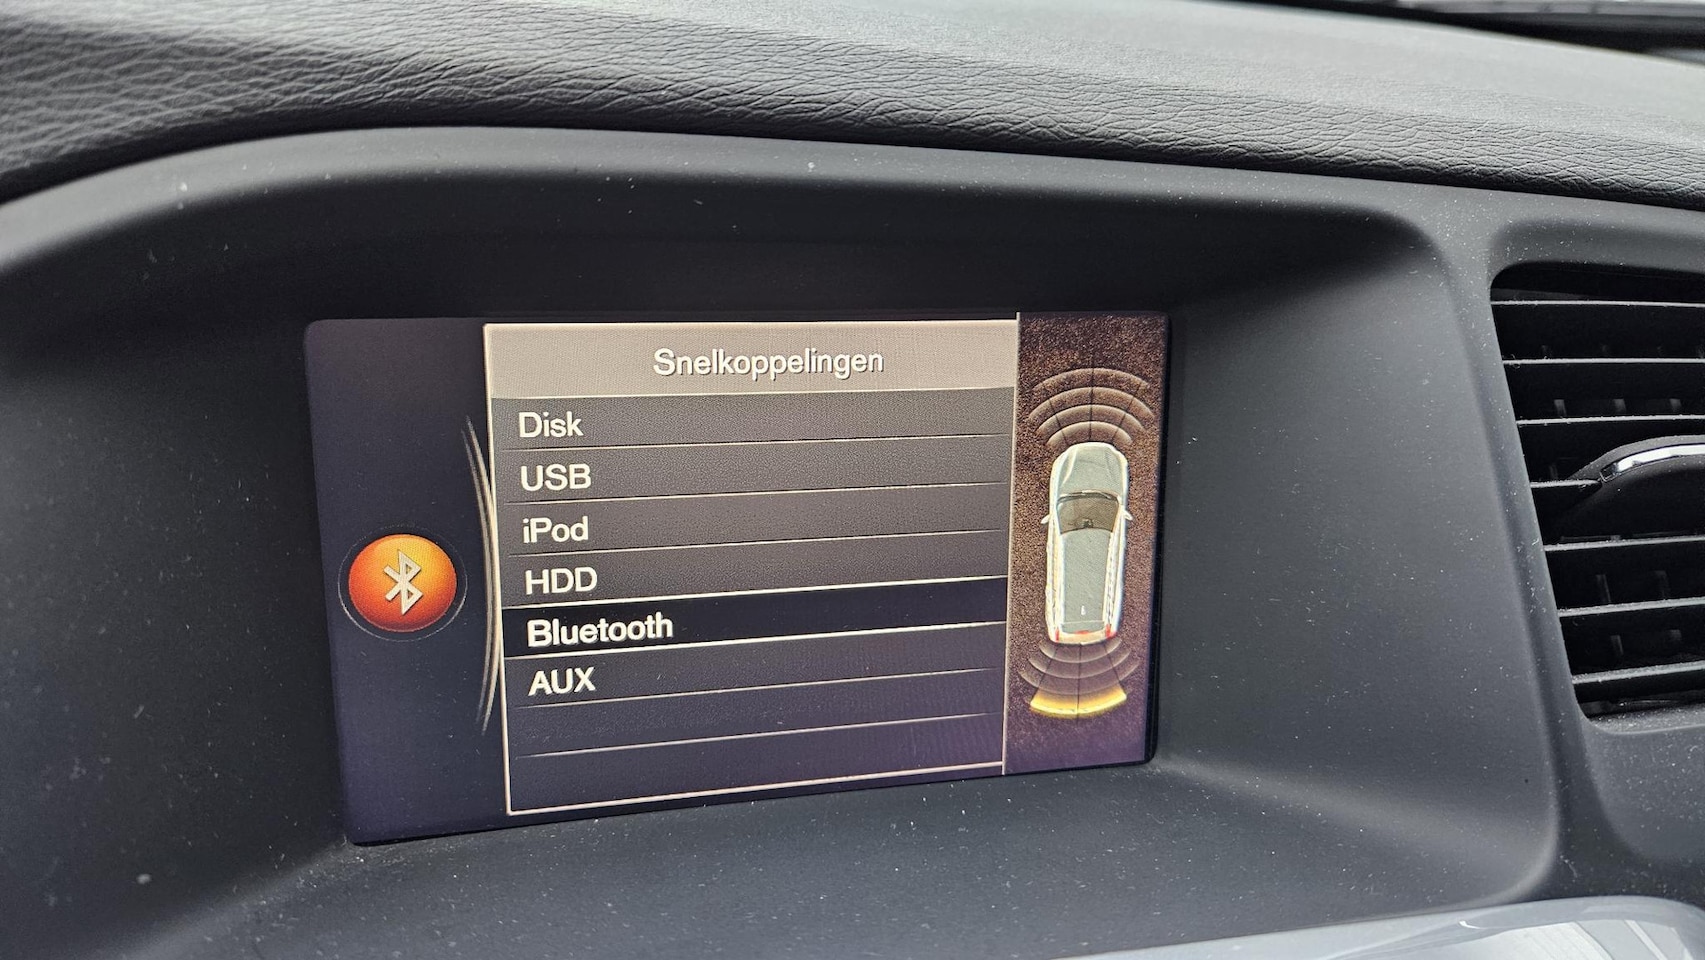 Snelkoppelingen
Disk
USB
iPod
HDD
Bluetooth
AUX